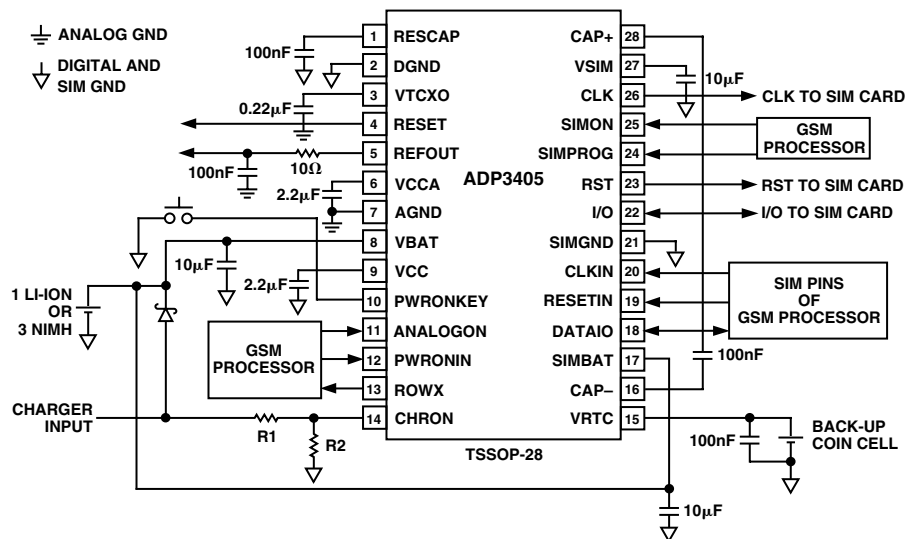 ANALOG GND
DIGITAL AND
SIM GND
ADP3405
TSSOP-28
1 RESCAP
2 DGND
3 VTCXO
4 RESET
5 REFOUT
6 VCCA
7 AGND
8 VBAT
9 VCC
10 PWRONKEY
11 ANALOGON
12 PWRONIN
13 ROWX
14 CHRON
CAP+ 28
VSIM 27
CLK 26
SIMON 25
SIMPROG 24
RST 23
I/O 22
SIMGND 21
CLKIN 20
RESETIN 19
DATAIO 18
SIMBAT 17
CAP– 16
VRTC 15
100nF
0.22μF
10Ω
100nF
2.2μF
10μF
2.2μF
1 LI-ION
OR
3 NIMH
GSM
PROCESSOR
CHARGER
INPUT
R1
R2
10μF
CLK TO SIM CARD
GSM
PROCESSOR
RST TO SIM CARD
I/O TO SIM CARD
SIM PINS
OF
GSM PROCESSOR
100nF
100nF
BACK-UP
COIN CELL
10μF